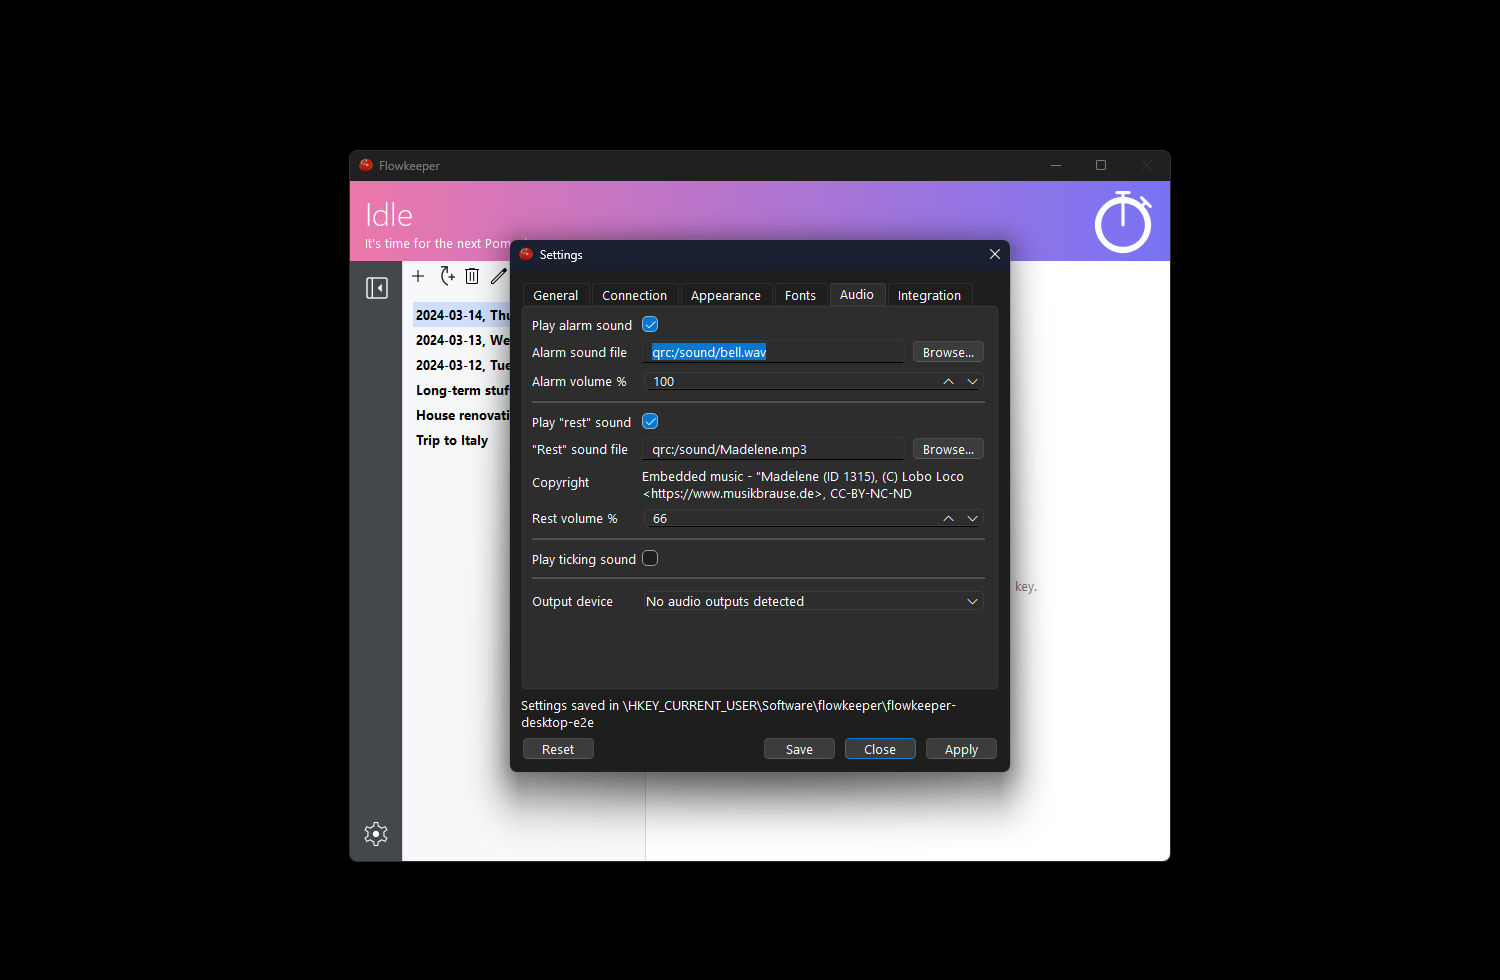 Flowkeeper
Idle
It's time for the next Pom
Settings
General Connection Appearance Fonts Audio Integration
2024-03-14, Thu
2024-03-13, We
2024-03-12, Tue
Long-term stuf
House renovati
Trip to Italy
Play alarm sound
Alarm sound file qrc:/sound/bell.wav Browse...
Alarm volume % 100
Play "rest" sound
"Rest" sound file qrc:/sound/Madelene.mp3 Browse...
Copyright Embedded music - "Madelene (ID 1315), (C) Lobo Loco
<https://www.musikbrause.de>, CC-BY-NC-ND
Rest volume % 66
Play ticking sound
Output device No audio outputs detected
key.
Settings saved in \HKEY_CURRENT_USER\Software\flowkeeper\flowkeeper-
desktop-e2e
Reset Save Close Apply